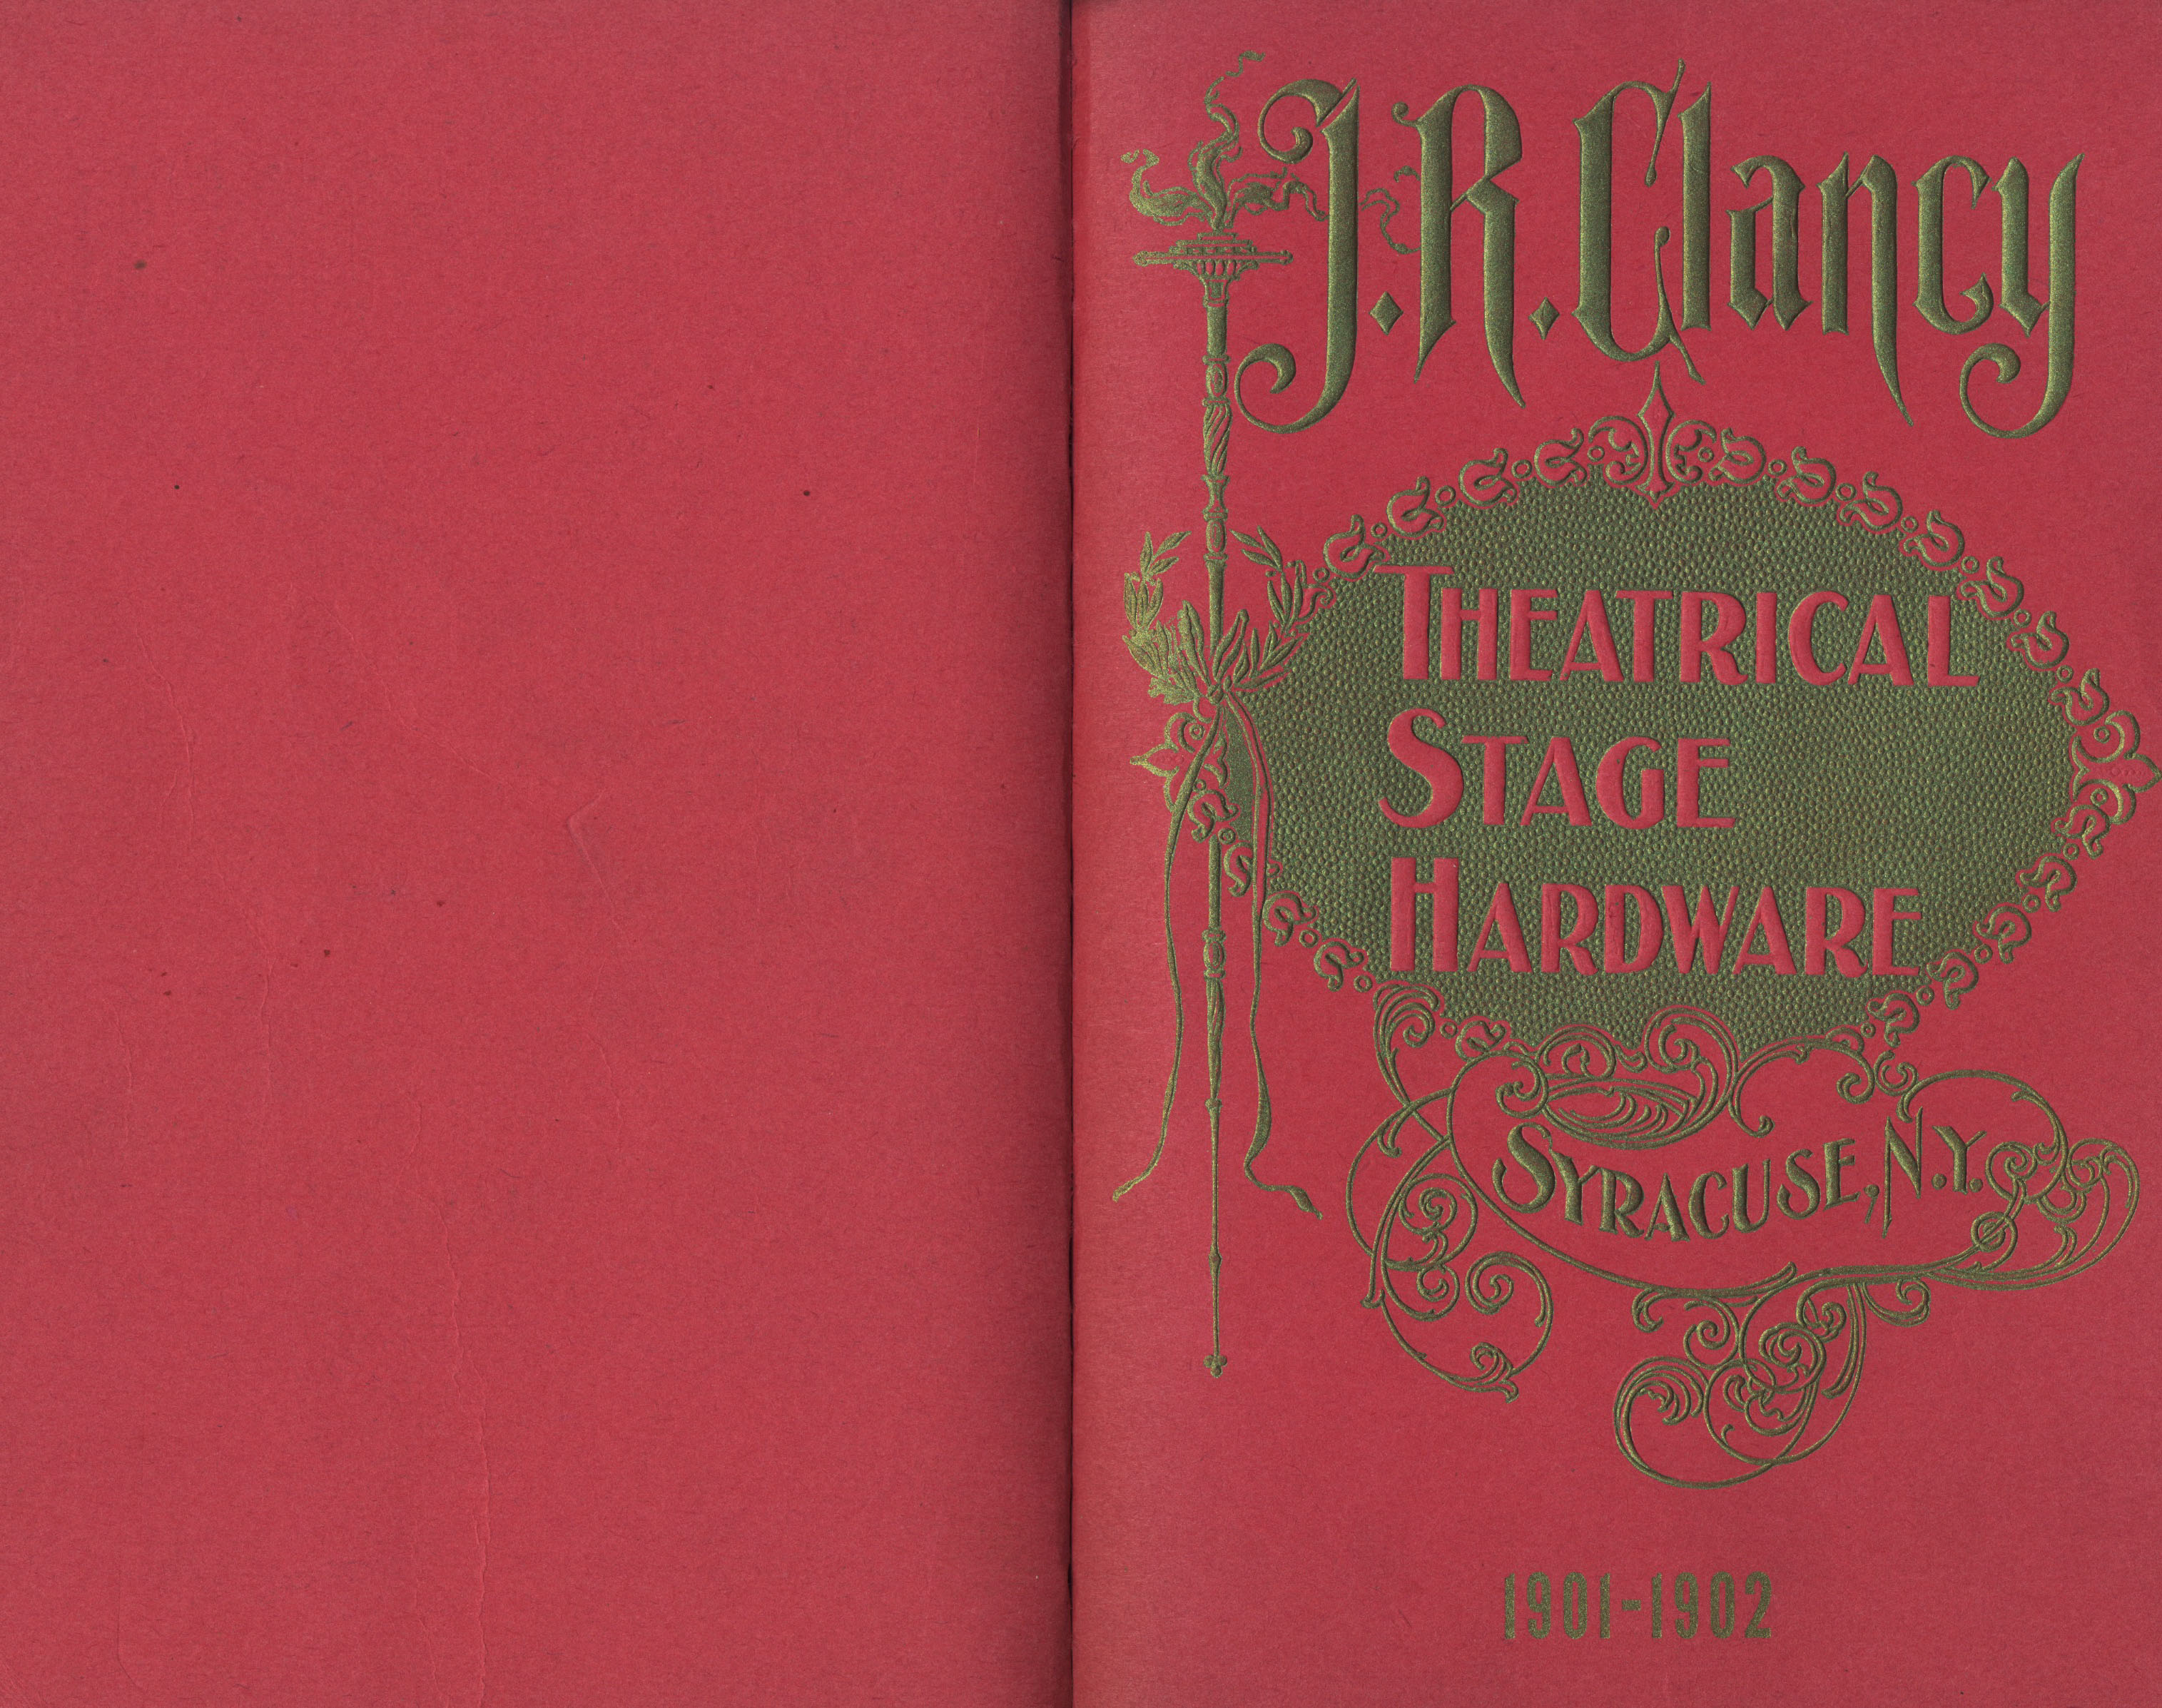 J.R.Clancy
THEATRICAL
STAGE
HARDWARE
SYRACUSE, N.Y.
1901-1902